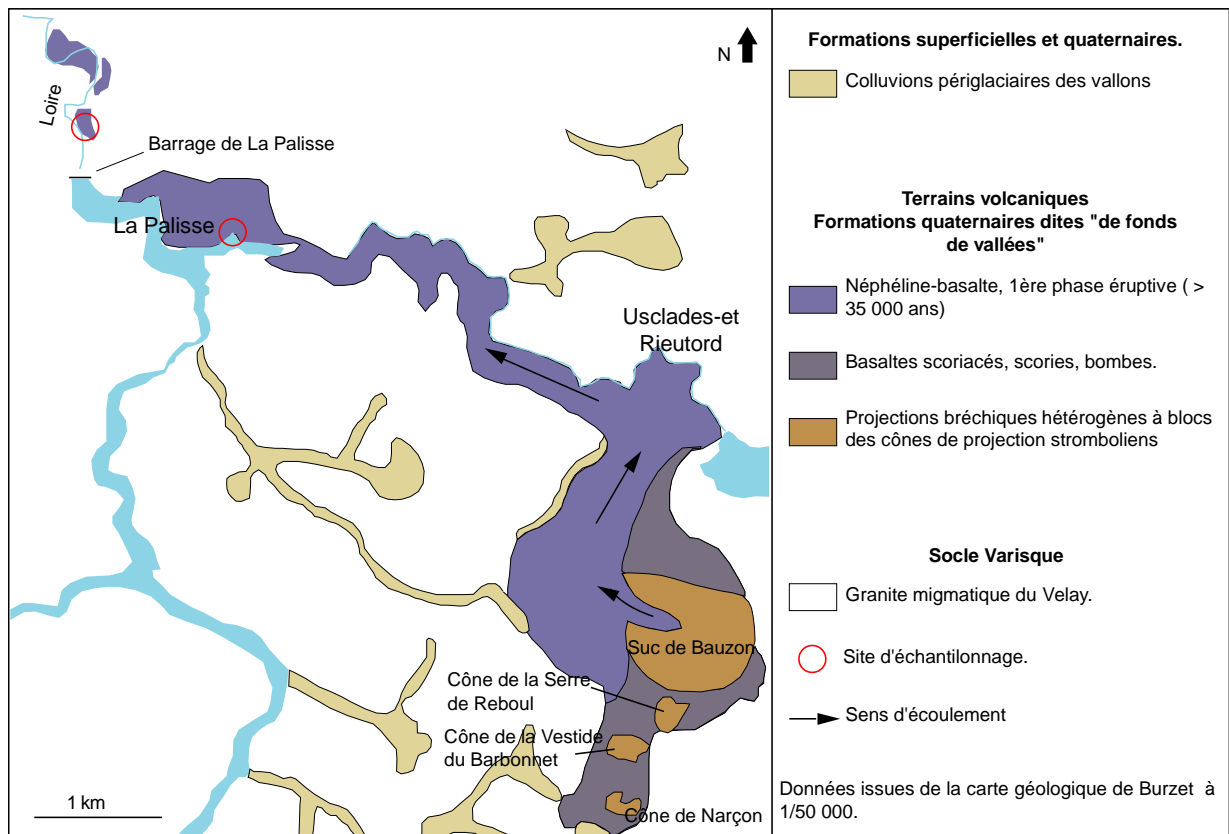 N
Loire
Barrage de La Palisse
La Palisse
Usclades-et
Rieutord
Suc de Bauzon
Cône de la Serre
de Reboul
Cône de la Vestide
du Barbonnet
Cône de Narçon
1 km
Formations superficielles et quaternaires.
Colluvions périglaciaires des vallons
Terrains volcaniques
Formations quaternaires dites "de fonds
de vallées"
Néphéline-basalte, 1ère phase éruptive ( >
35 000 ans)
Basaltes scoriacés, scories, bombes.
Projections bréchiques hétérogènes à blocs
des cônes de projection stromboliens
Socle Varisque
Granite migmatique du Velay.
Site d'échantilonnage.
Sens d'écoulement
Données issues de la carte géologique de Burzet à
1/50 000.